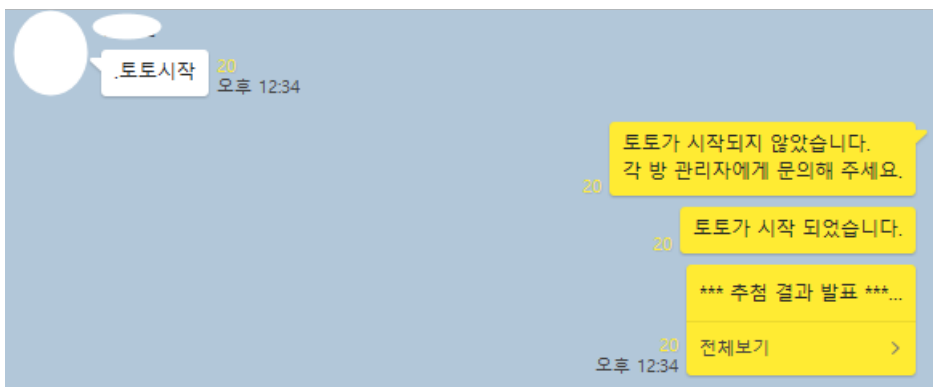 .토토시작
20
오후 12:34
토토가 시작되지 않았습니다.
각 방 관리자에게 문의해 주세요.
20
토토가 시작 되었습니다.
20
*** 추첨 결과 발표 ***...
전체보기
20
오후 12:34